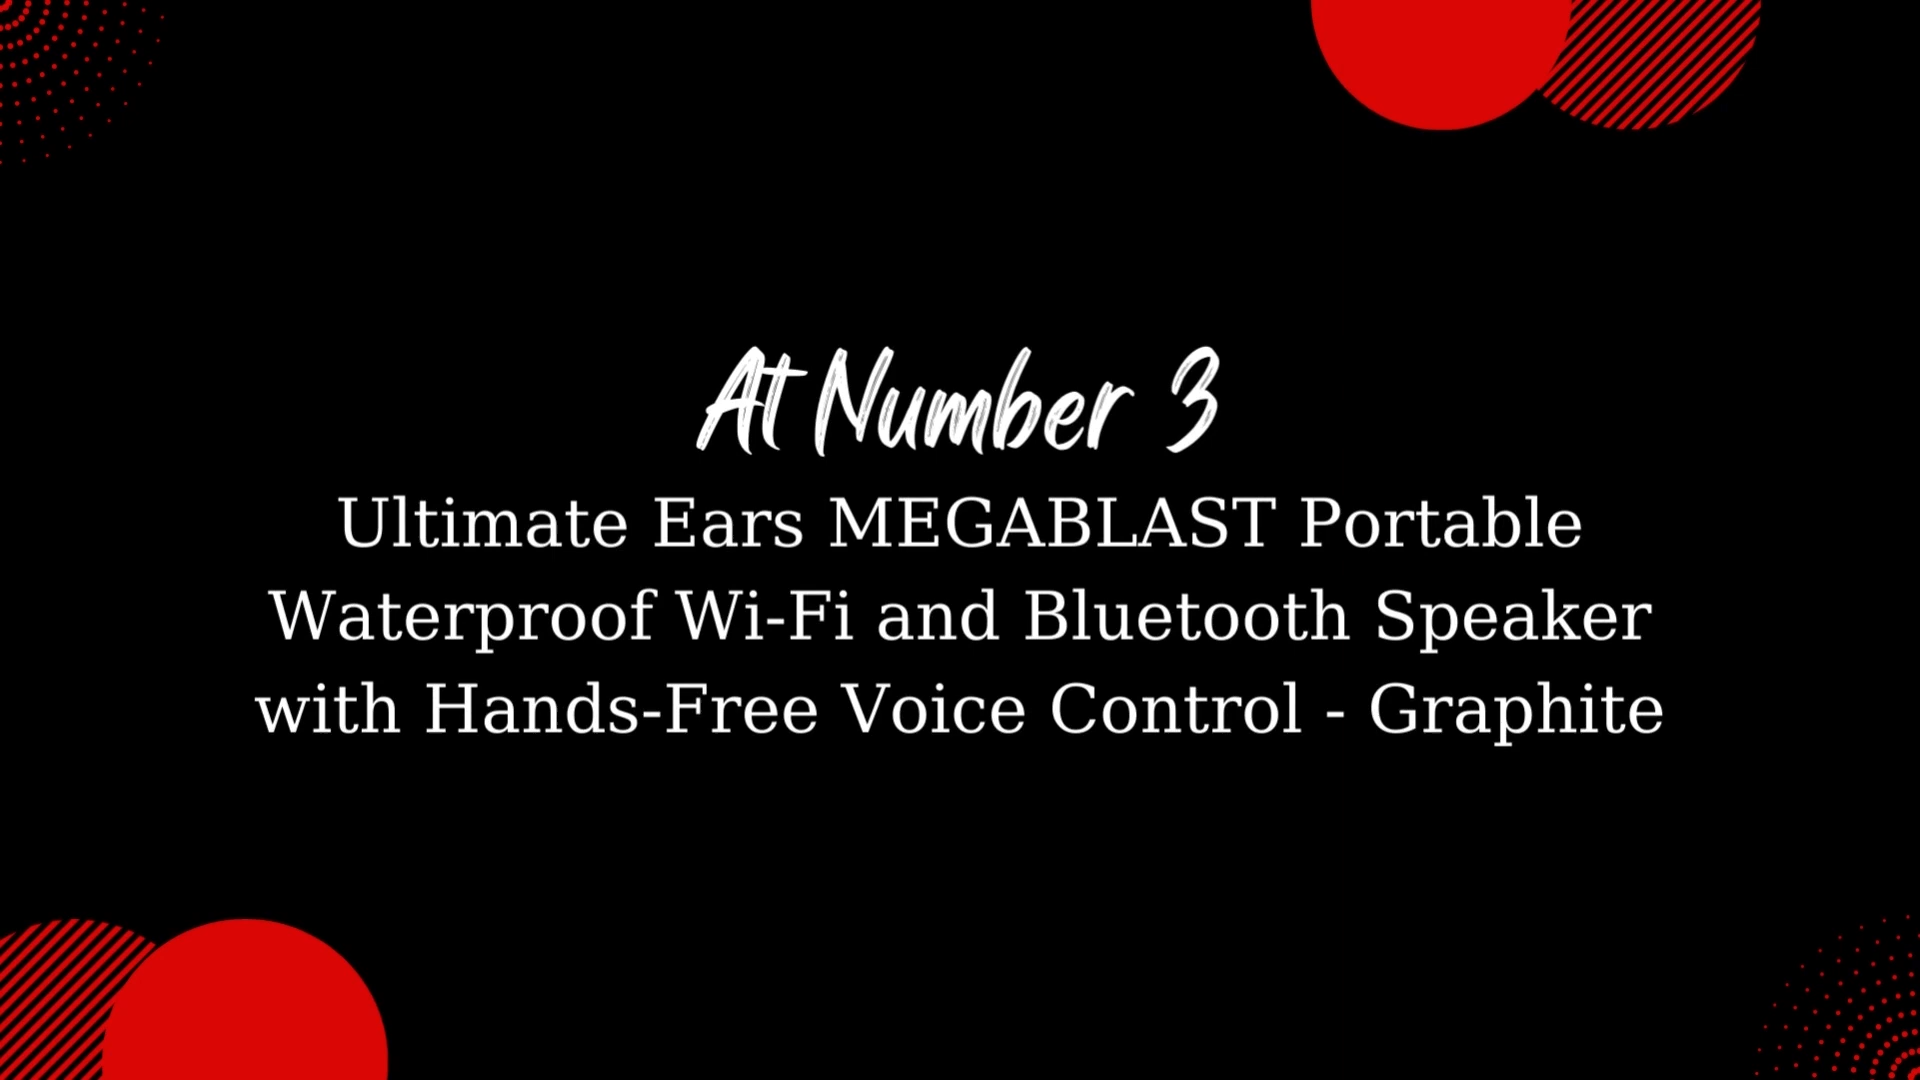 At Number 3
Ultimate Ears MEGABLAST Portable
Waterproof Wi-Fi and Bluetooth Speaker
with Hands-Free Voice Control - Graphite